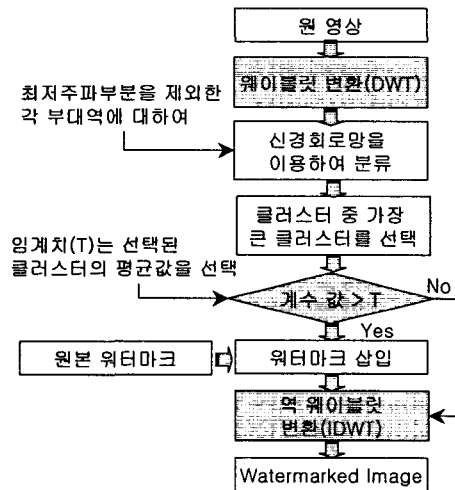 원 영상
웨이블릿 변환(DWT)
최저주파부분을 제외한
각 부대역에 대하여
신경회로망을
이용하여 분류
클러스터 중 가장
큰 클러스터를 선택
임계치(T)는 선택된
클러스터의 평균값을 선택
계수 값 > T
No
Yes
원본 워터마크
워터마크 삽입
역 웨이블릿
변환(IDWT)
Watermarked Image